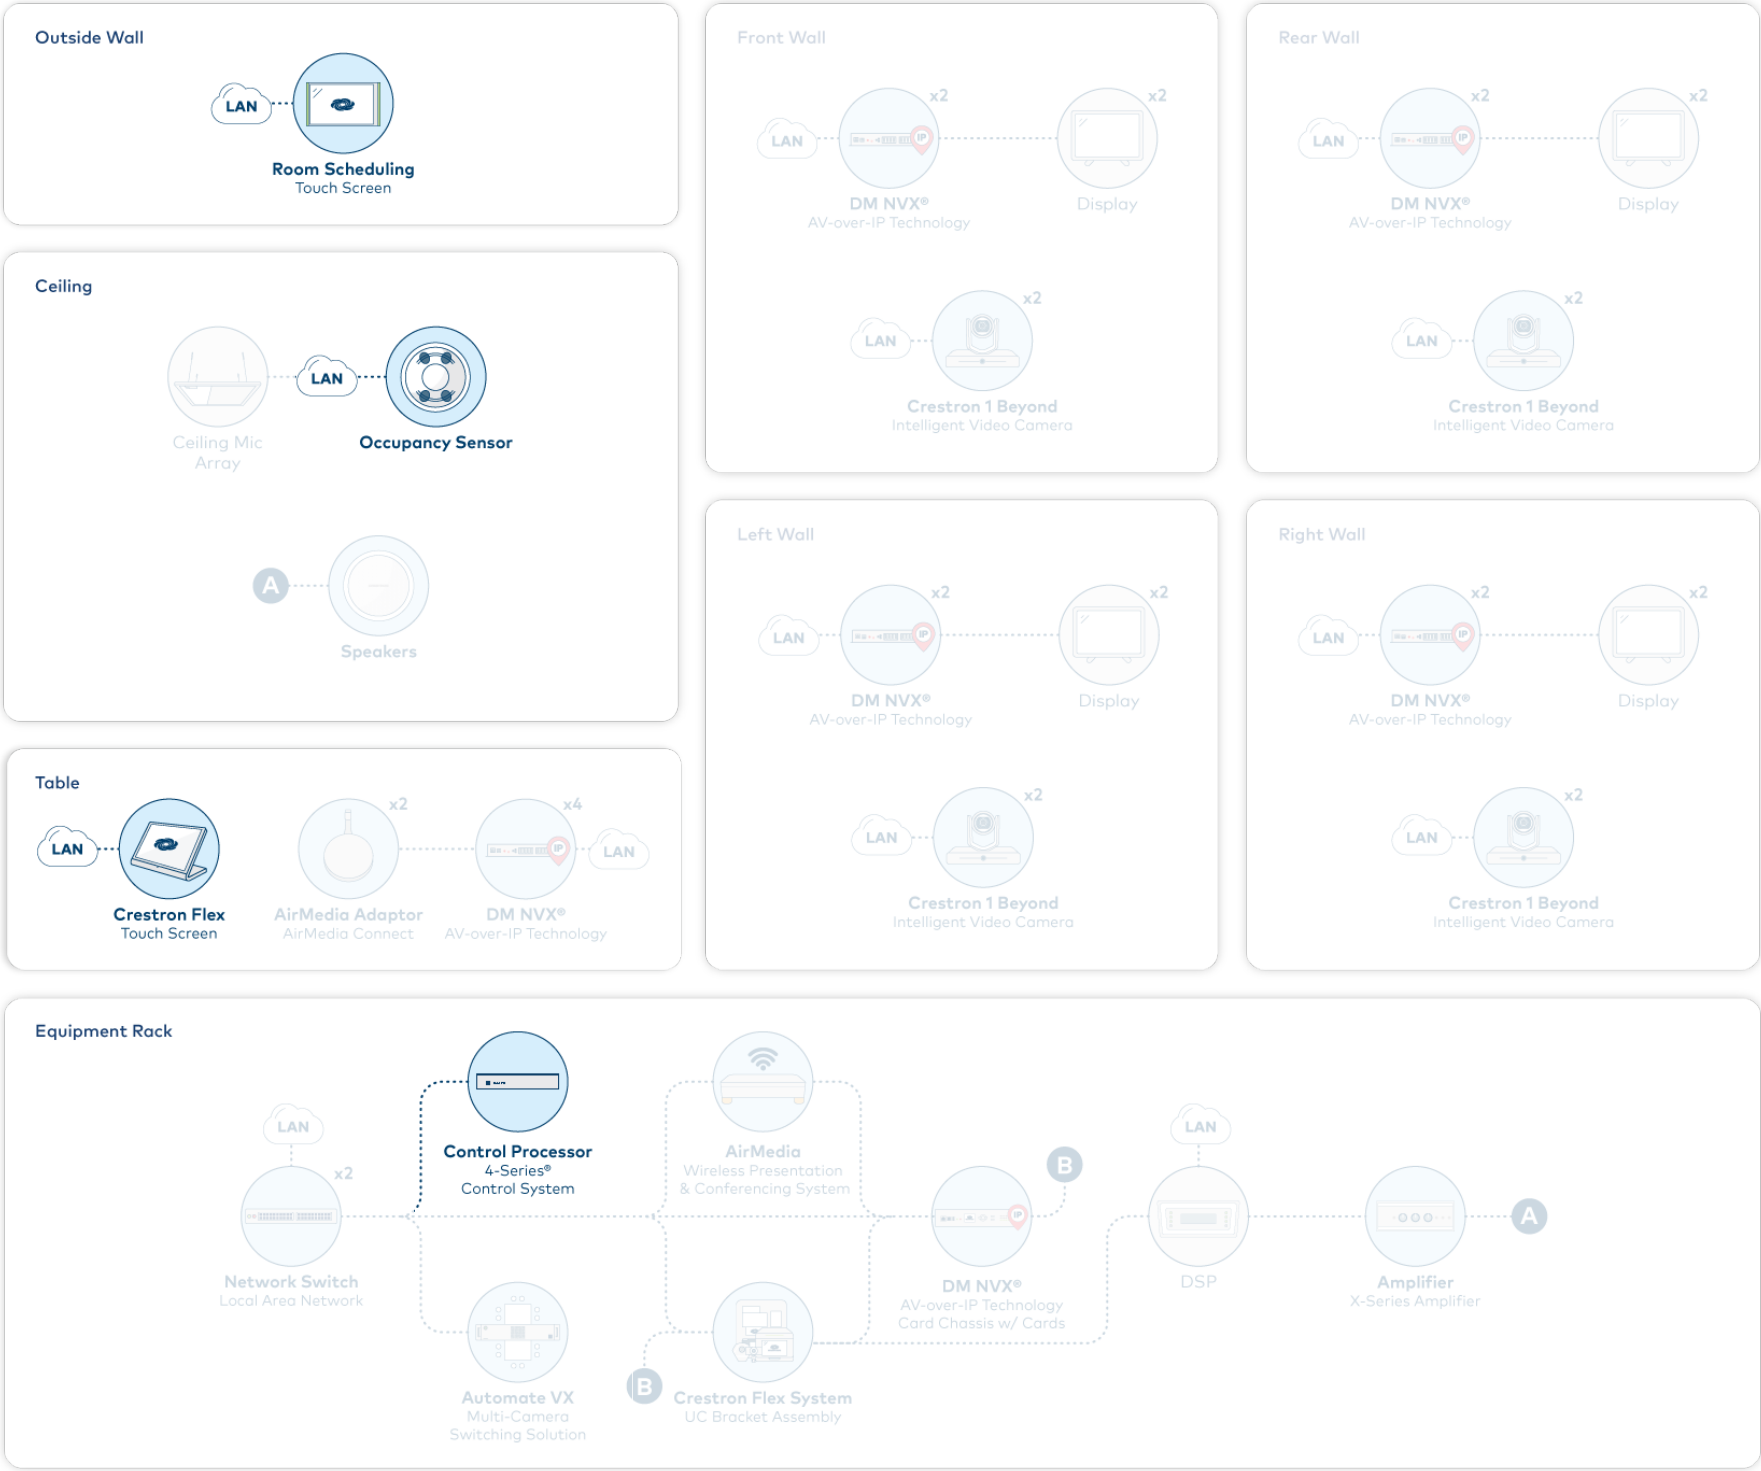 Outside Wall
LAN
Room Scheduling
Touch Screen
Ceiling
LAN
Ceiling Mic
Array
Occupancy Sensor
A
Speakers
Table
LAN
Crestron Flex
Touch Screen
x2
AirMedia Adaptor
AirMedia Connect
x4
IP
LAN
DM NVX®
AV-over-IP Technology
Front Wall
LAN
x2
IP
DM NVX®
AV-over-IP Technology
x2
Display
LAN
x2
Crestron 1 Beyond
Intelligent Video Camera
Rear Wall
LAN
x2
IP
DM NVX®
AV-over-IP Technology
x2
Display
LAN
x2
Crestron 1 Beyond
Intelligent Video Camera
Left Wall
LAN
x2
IP
DM NVX®
AV-over-IP Technology
x2
Display
LAN
x2
Crestron 1 Beyond
Intelligent Video Camera
Right Wall
LAN
x2
IP
DM NVX®
AV-over-IP Technology
x2
Display
LAN
x2
Crestron 1 Beyond
Intelligent Video Camera
Equipment Rack
LAN
x2
Network Switch
Local Area Network
Control Processor
4-Series®
Control System
Automate VX
Multi-Camera
Switching Solution
AirMedia
Wireless Presentation
& Conferencing System
B
Crestron Flex System
UC Bracket Assembly
B
IP
DM NVX®
AV-over-IP Technology
Card Chassis w/ Cards
LAN
DSP
Amplifier
X-Series Amplifier
A